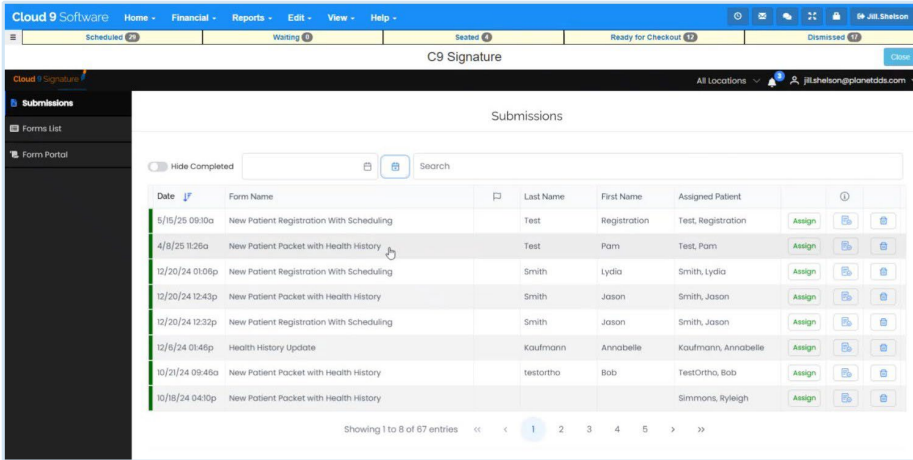 Cloud 9 Software Home Financial Reports Edit View Help Jill.Shelson
Scheduled 29 Waiting 0 Seated 4 Ready for Checkout 12 Dismissed 17
C9 Signature Close
Cloud 9 Signature All Locations 3 jill.shelson@planetdds.com
Submissions
Forms List
Form Portal
Submissions
Hide Completed Search
Date Form Name Last Name First Name Assigned Patient
5/15/25 09:10a New Patient Registration With Scheduling Test Registration Test, Registration Assign
4/8/25 11:26a New Patient Packet with Health History Test Pam Test, Pam Assign
12/20/24 01:06p New Patient Registration With Scheduling Smith Lydia Smith, Lydia Assign
12/20/24 12:43p New Patient Packet with Health History Smith Jason Smith, Jason Assign
12/20/24 12:32p New Patient Registration With Scheduling Smith Jason Smith, Jason Assign
12/6/24 01:46p Health History Update Kaufmann Annabelle Kaufmann, Annabelle Assign
10/21/24 09:46a New Patient Packet with Health History testortho Bob TestOrtho, Bob Assign
10/18/24 04:10p New Patient Packet with Health History Simmons, Ryleigh Assign
Showing 1 to 8 of 67 entries << < 1 2 3 4 5 > >>